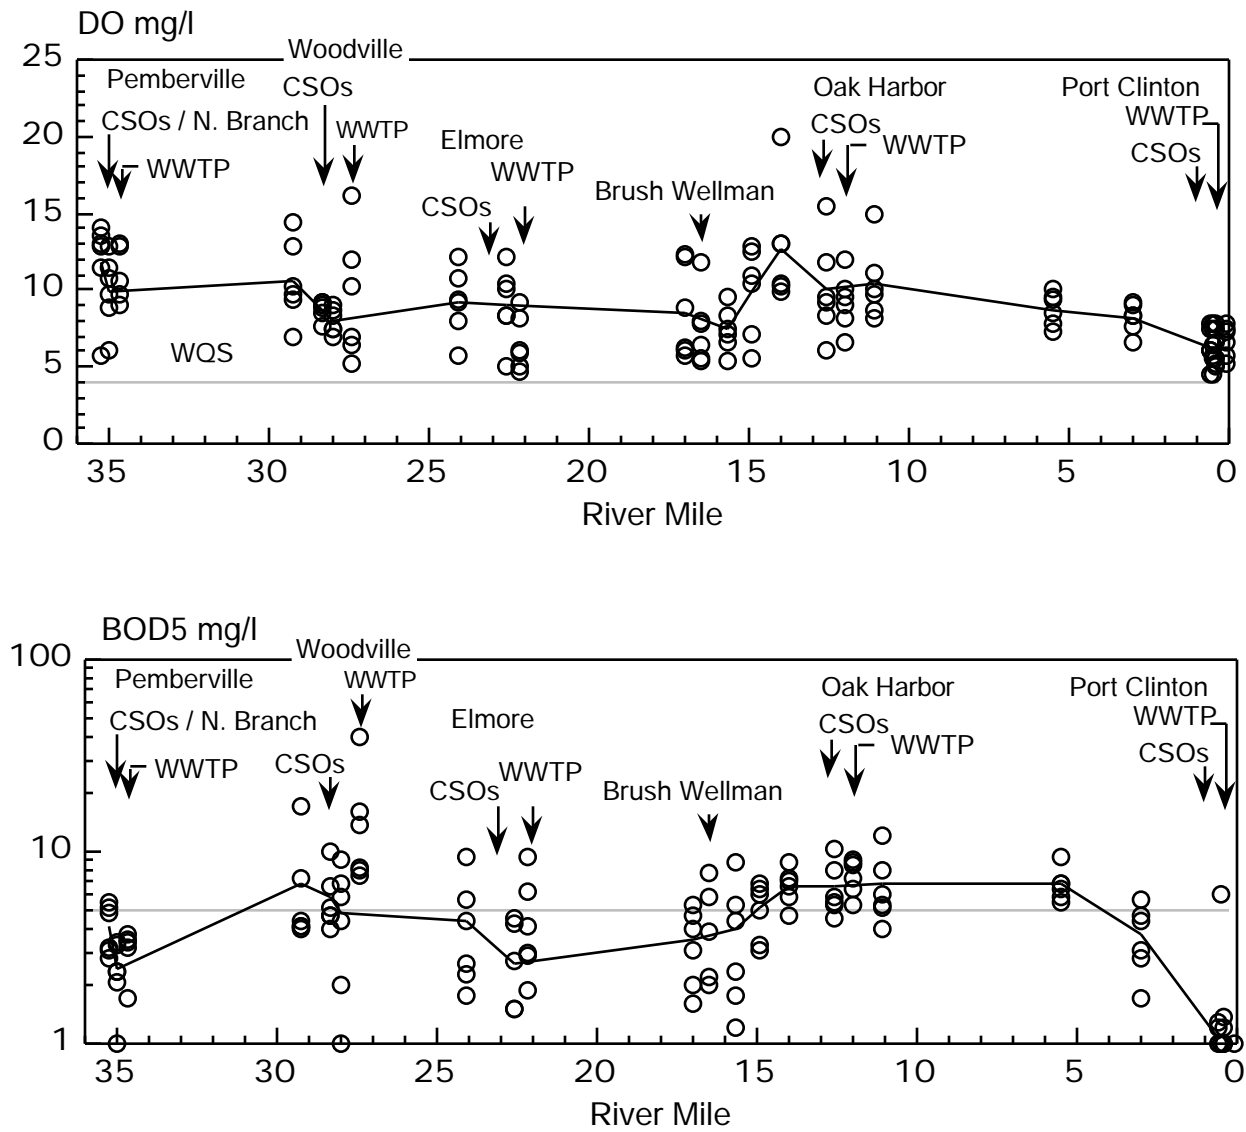 DO mg/l
Woodville
25
Pemberville
CSOs
Oak Harbor
Port Clinton
CSOs / N. Branch
WWTP
CSOs
WWTP
20
Elmore
WWTP
CSOs
WWTP
WWTP
Brush Wellman
15
CSOs
10
WQS
5
0
35 30 25 20 15 10 5 0
River Mile
BOD5 mg/l
Woodville
100
Pemberville
WWTP
Oak Harbor
Port Clinton
CSOs / N. Branch
Elmore
CSOs
WWTP
WWTP
CSOs
WWTP
WWTP
CSOs
CSOs
Brush Wellman
10
1
35 30 25 20 15 10 5 0
River Mile